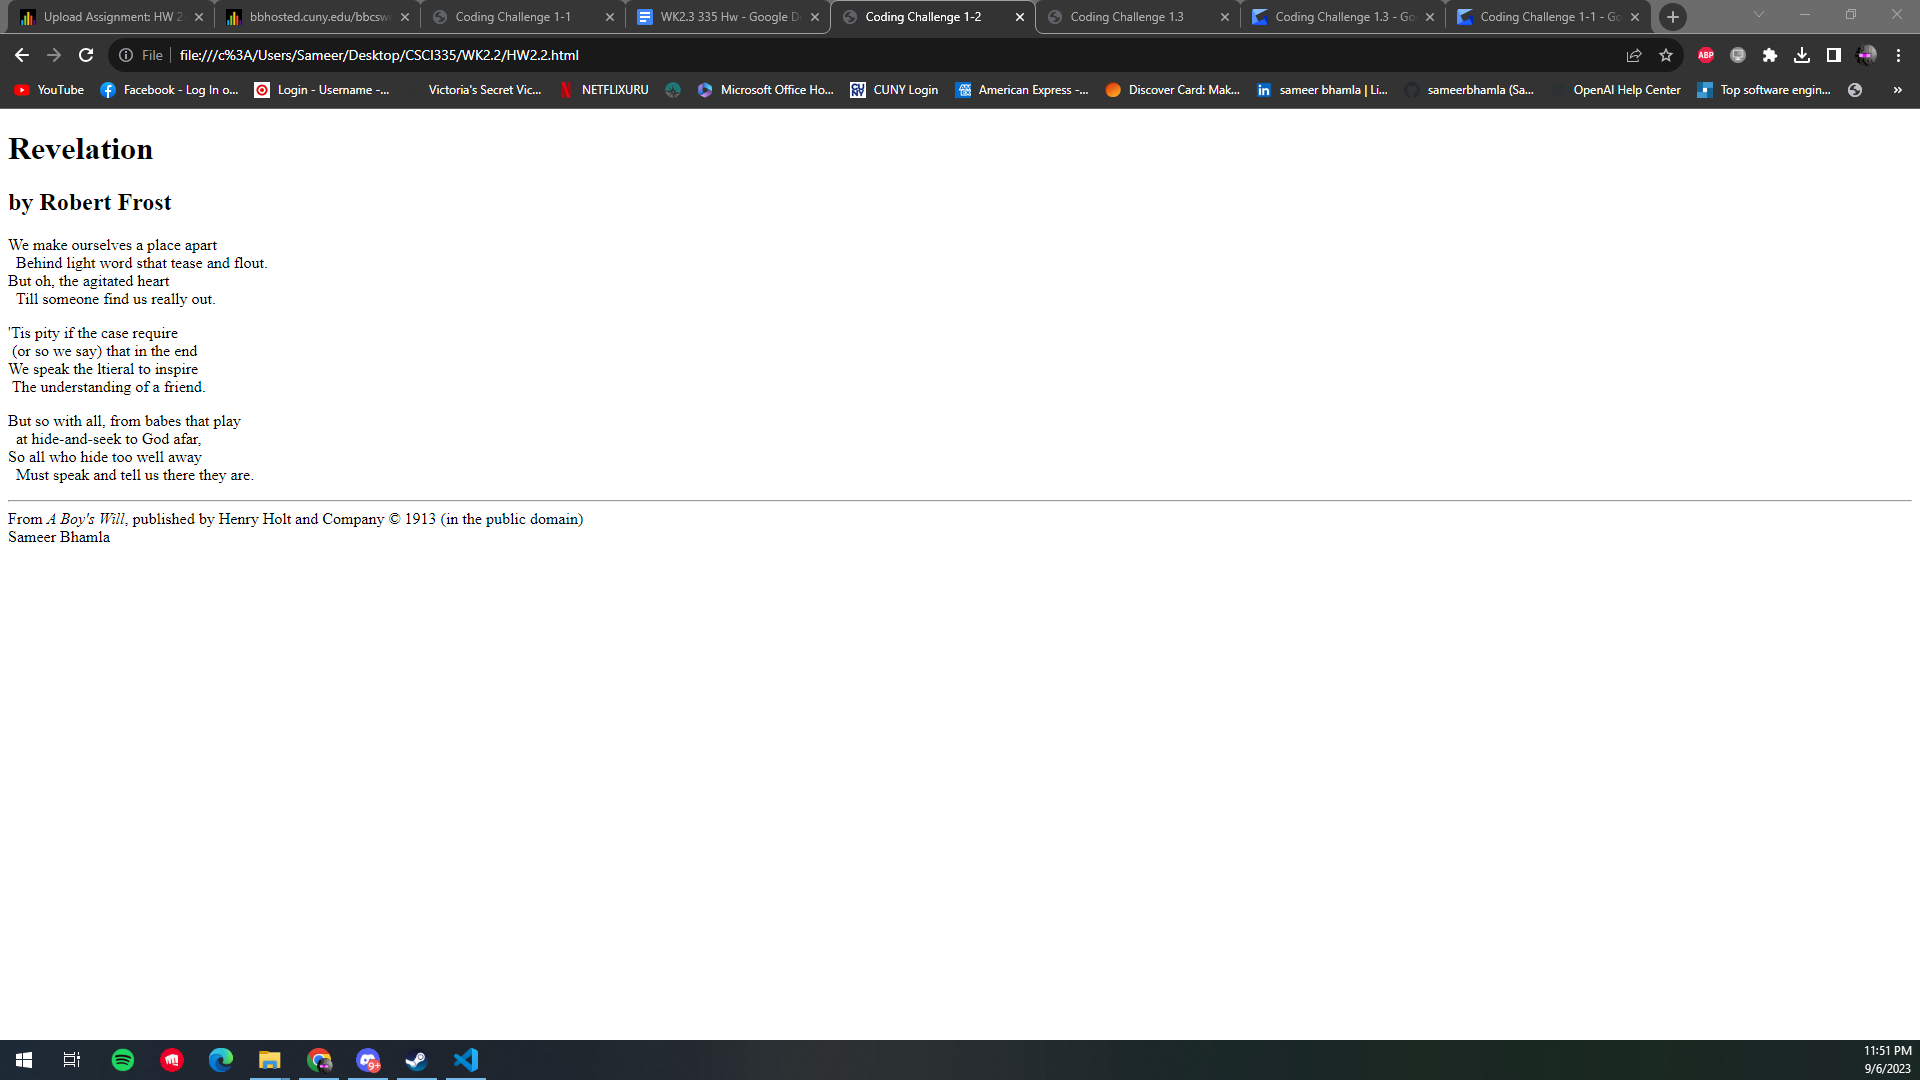 Upload Assignment: HW 2
bbhosted.cuny.edu/bbcsw
Coding Challenge 1-1
WK2.3 335 Hw - Google D
Coding Challenge 1-2
Coding Challenge 1.3
Coding Challenge 1.3 - Go
Coding Challenge 1-1 - Go
File
file:///c%3A/Users/Sameer/Desktop/CSCI335/WK2.2/HW2.2.html
ABP
YouTube
Facebook - Log In o...
Login - Username -...
Victoria's Secret Vic...
NETFLIXURU
Microsoft Office Ho...
CUNY Login
American Express -...
Discover Card: Mak...
sameer bhamla | Li...
sameerbhamla (Sa...
OpenAI Help Center
Top software engin...
»
Revelation
by Robert Frost
We make ourselves a place apart
Behind light word sthat tease and flout.
But oh, the agitated heart
Till someone find us really out.
'Tis pity if the case require
(or so we say) that in the end
We speak the ltieral to inspire
The understanding of a friend.
But so with all, from babes that play
at hide-and-seek to God afar,
So all who hide too well away
Must speak and tell us there they are.
From A Boy's Will, published by Henry Holt and Company © 1913 (in the public domain)
Sameer Bhamla
9+
11:51 PM
9/6/2023